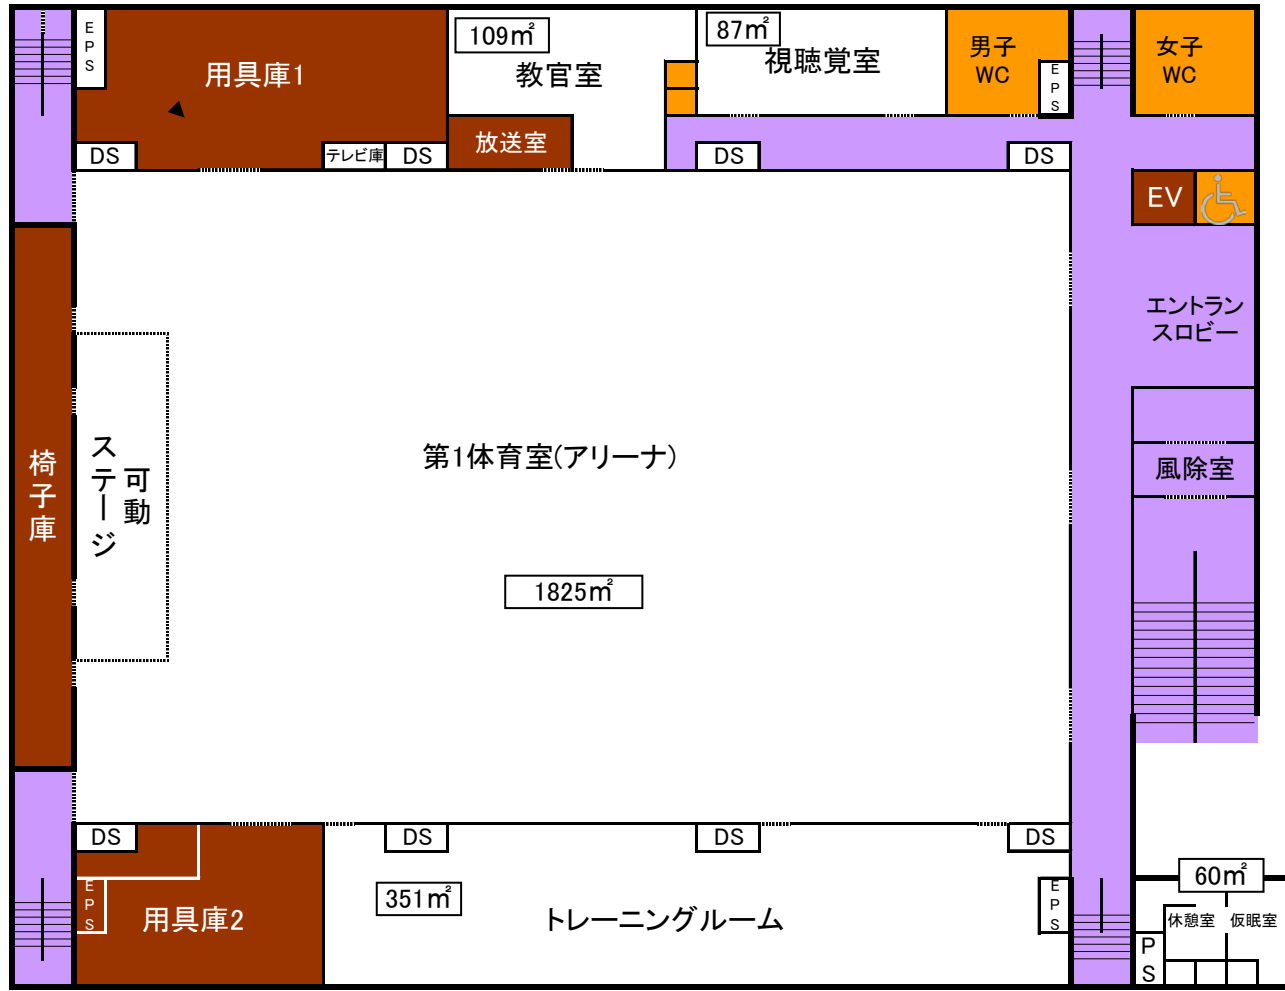 EPS
用具庫1
109㎡
教官室
87㎡
視聴覚室
男子
WC
EPS
女子
WC
DS
テレビ庫
DS
放送室
DS
DS
EV
エントラン
スロビー
椅子庫
可動
ステージ
第1体育室(アリーナ)
1825㎡
風除室
DS
DS
DS
DS
EPS
用具庫2
351㎡
トレーニングルーム
EPS
60㎡
休憩室
仮眠室
PS